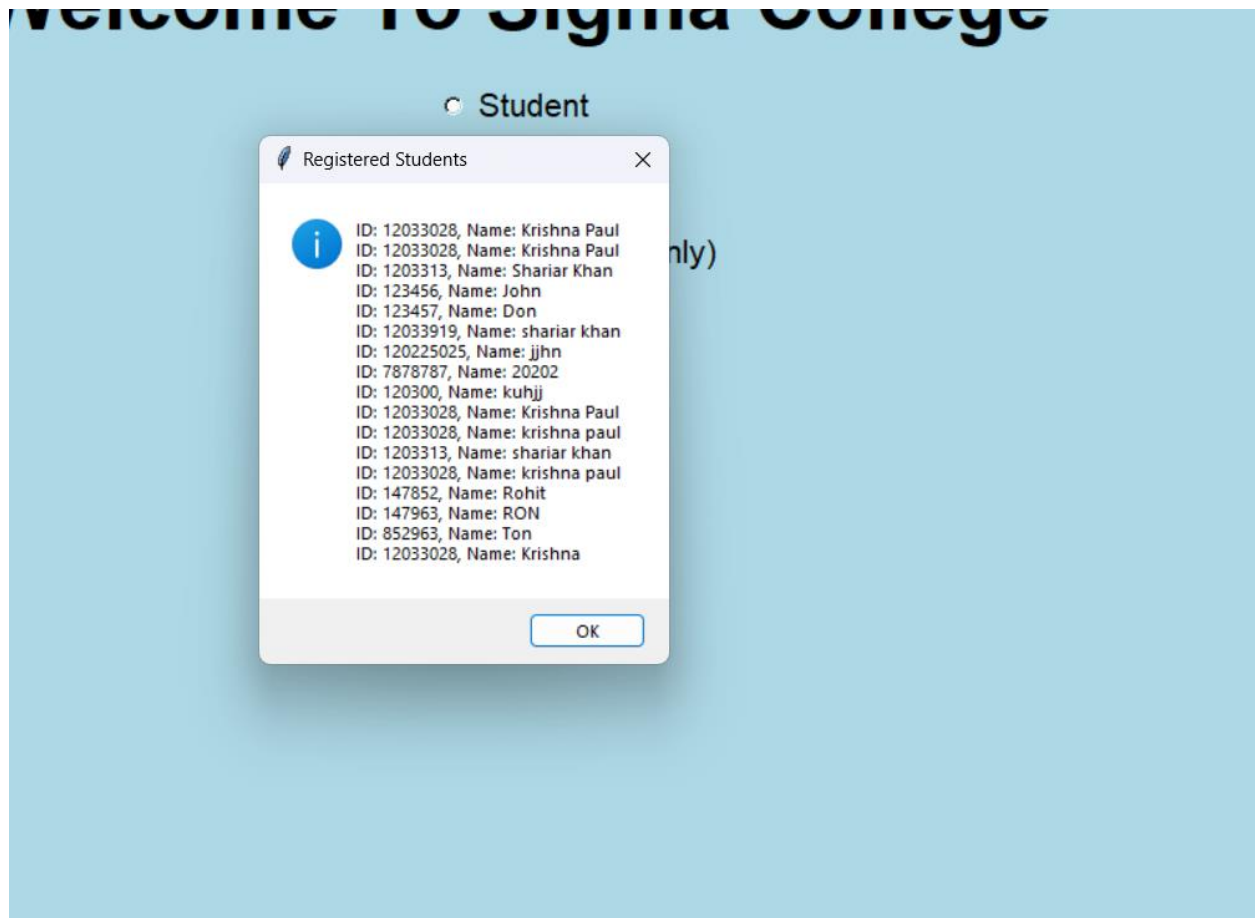 Welcome To Sigma College
Student
Registered Students
nly)
ID: 12033028, Name: Krishna Paul
ID: 12033028, Name: Krishna Paul
ID: 1203313, Name: Shariar Khan
ID: 123456, Name: John
ID: 123457, Name: Don
ID: 12033919, Name: shariar khan
ID: 120225025, Name: jjhn
ID: 7878787, Name: 20202
ID: 120300, Name: kuhjj
ID: 12033028, Name: Krishna Paul
ID: 12033028, Name: krishna paul
ID: 1203313, Name: shariar khan
ID: 12033028, Name: krishna paul
ID: 147852, Name: Rohit
ID: 147963, Name: RON
ID: 852963, Name: Ton
ID: 12033028, Name: Krishna
OK